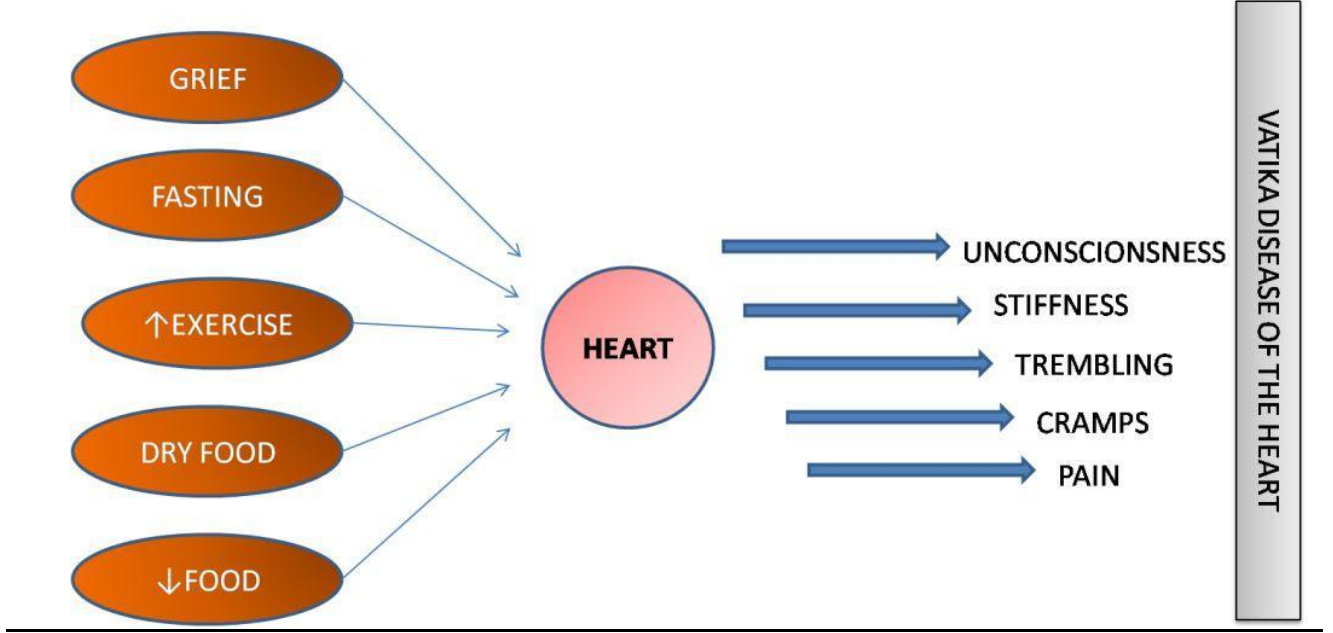 GRIEF
FASTING
↑EXERCISE
DRY FOOD
↓FOOD
HEART
UNCONSCIONSNESS
STIFFNESS
TREMBLING
CRAMPS
PAIN
VATIKA DISEASE OF THE HEART